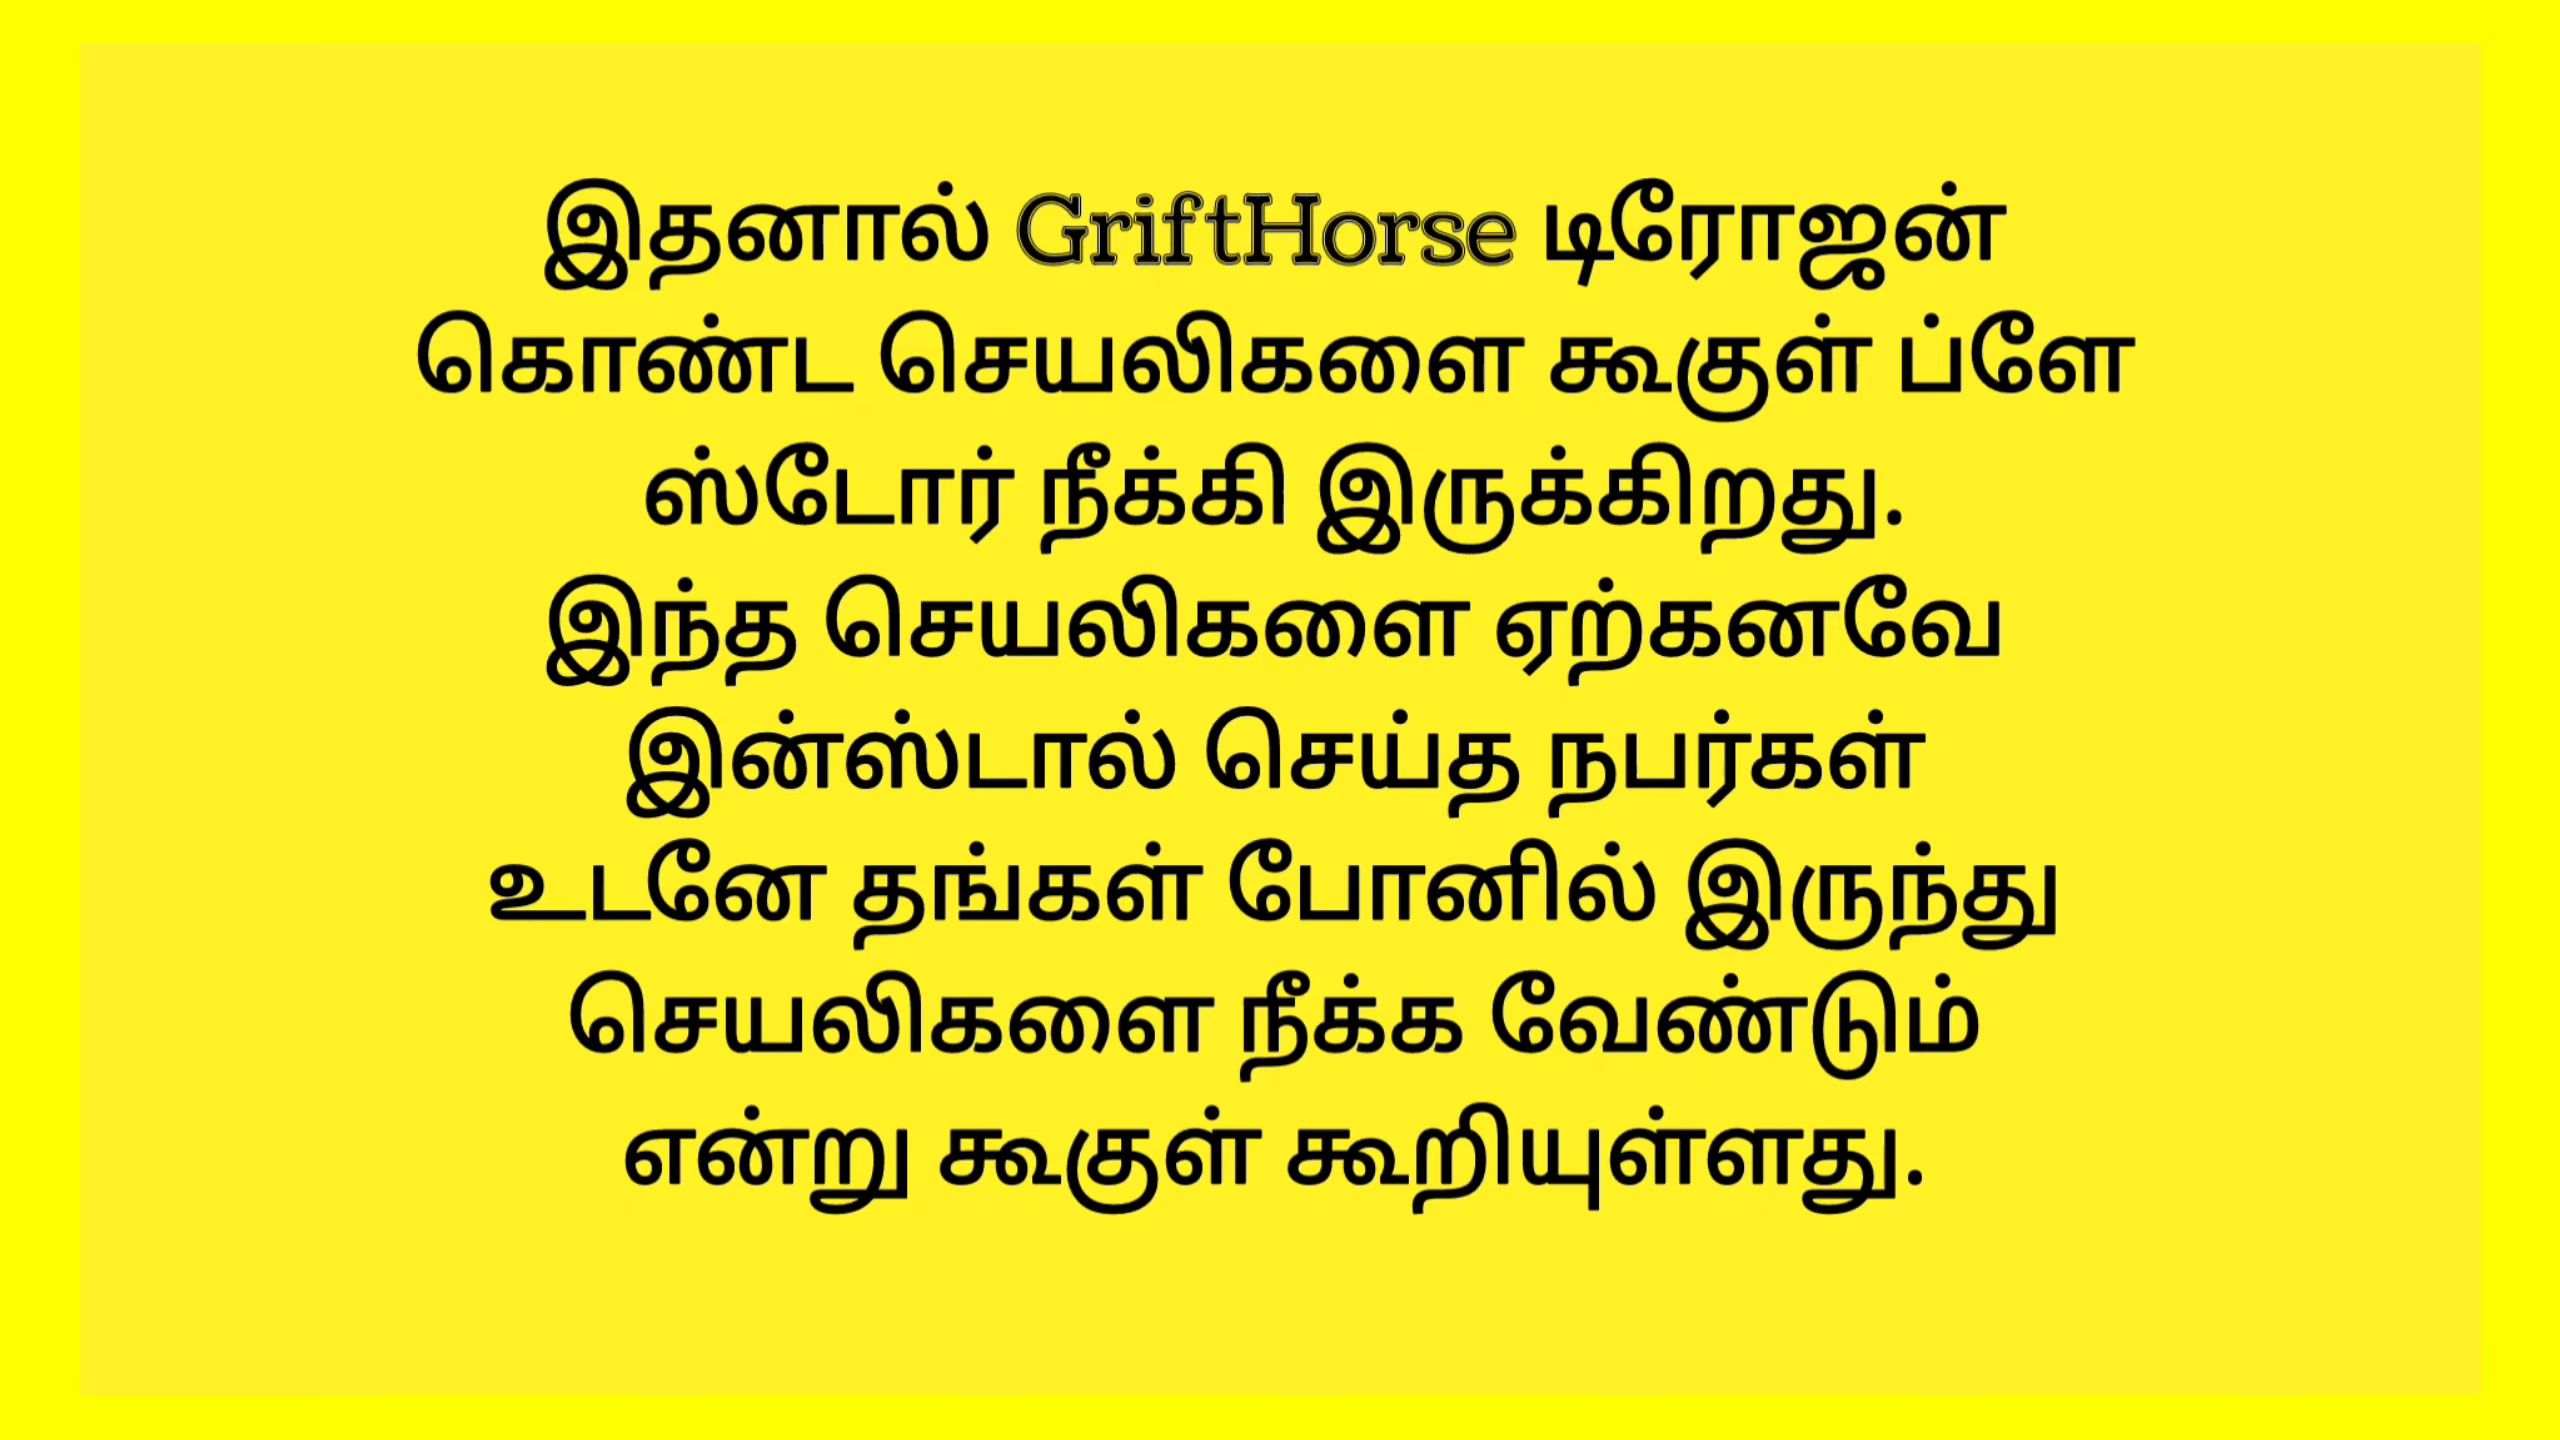 இதனால் GriftHorse டிரோஜன்
கொண்ட செயலிகளை கூகுள் ப்ளே
ஸ்டோர் நீக்கி இருக்கிறது.
இந்த செயலிகளை ஏற்கனவே
இன்ஸ்டால் செய்த நபர்கள்
உடனே தங்கள் போனில் இருந்து
செயலிகளை நீக்க வேண்டும்
என்று கூகுள் கூறியுள்ளது.